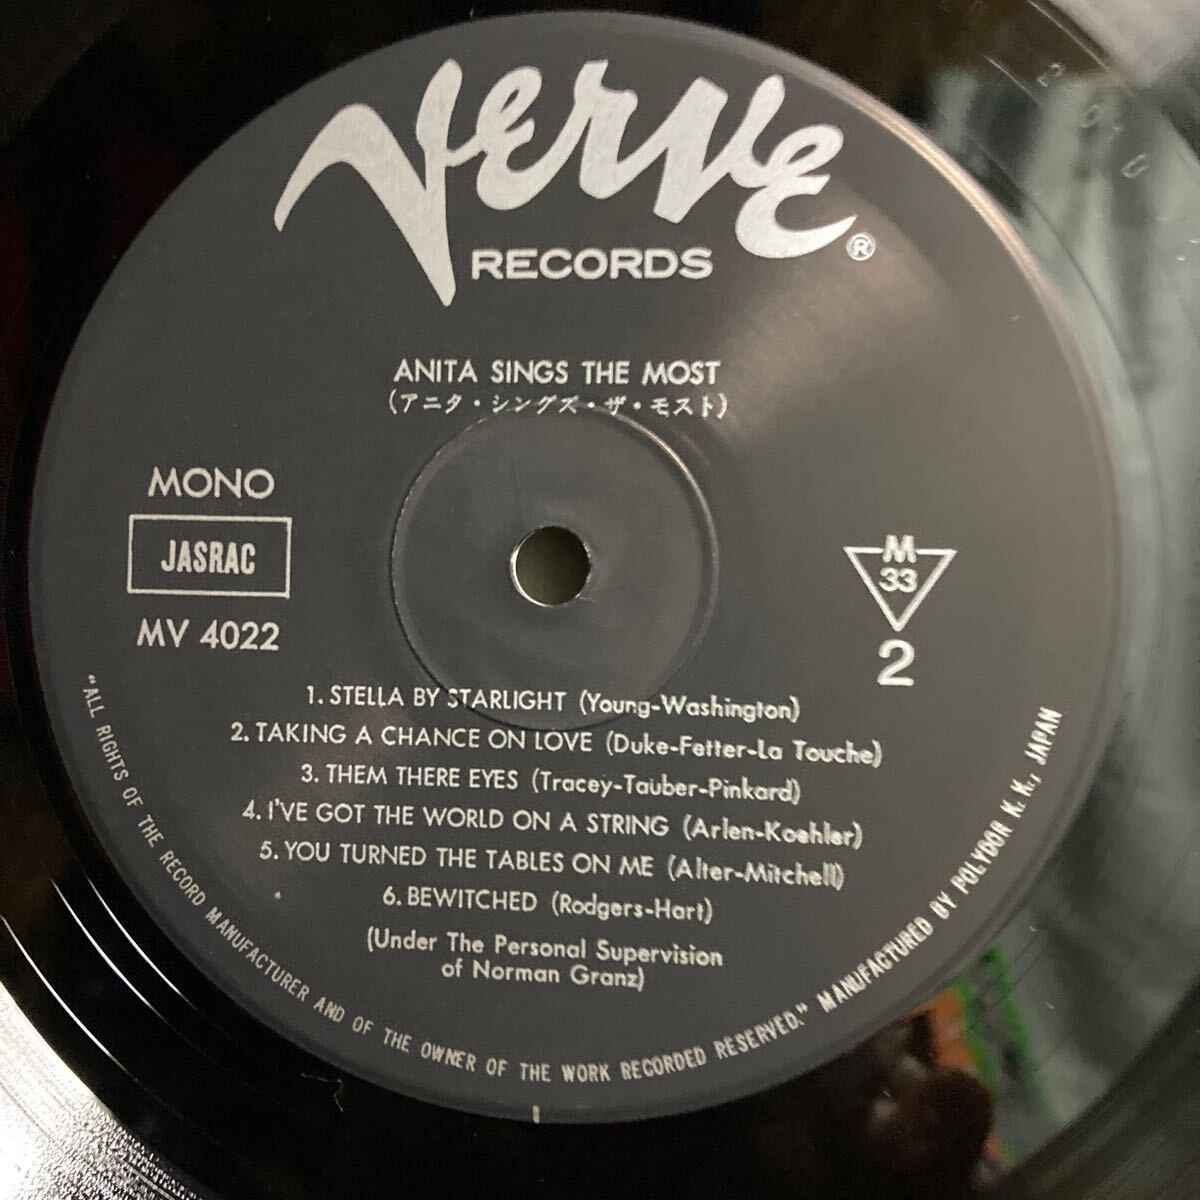 Verve
RECORDS ®
ANITA SINGS THE MOST
(アニタ・シングズ・ザ・モスト)
MONO
JASRAC
MV 4022
M
33
2
1. STELLA BY STARLIGHT (Young-Washington)
2. TAKING A CHANCE ON LOVE (Duke-Fetter-La Touche)
3. THEM THERE EYES (Tracey-Tauber-Pinkard)
4. I'VE GOT THE WORLD ON A STRING (Arlen-Koehler)
5. YOU TURNED THE TABLES ON ME (Alter-Mitchell)
6. BEWITCHED (Rodgers-Hart)
(Under The Personal Supervision
of Norman Granz)
"ALL RIGHTS OF THE RECORD MANUFACTURER AND OF THE OWNER OF THE WORK RECORDED RESERVED." MANUFACTURED BY POLYDOR K.K., JAPAN